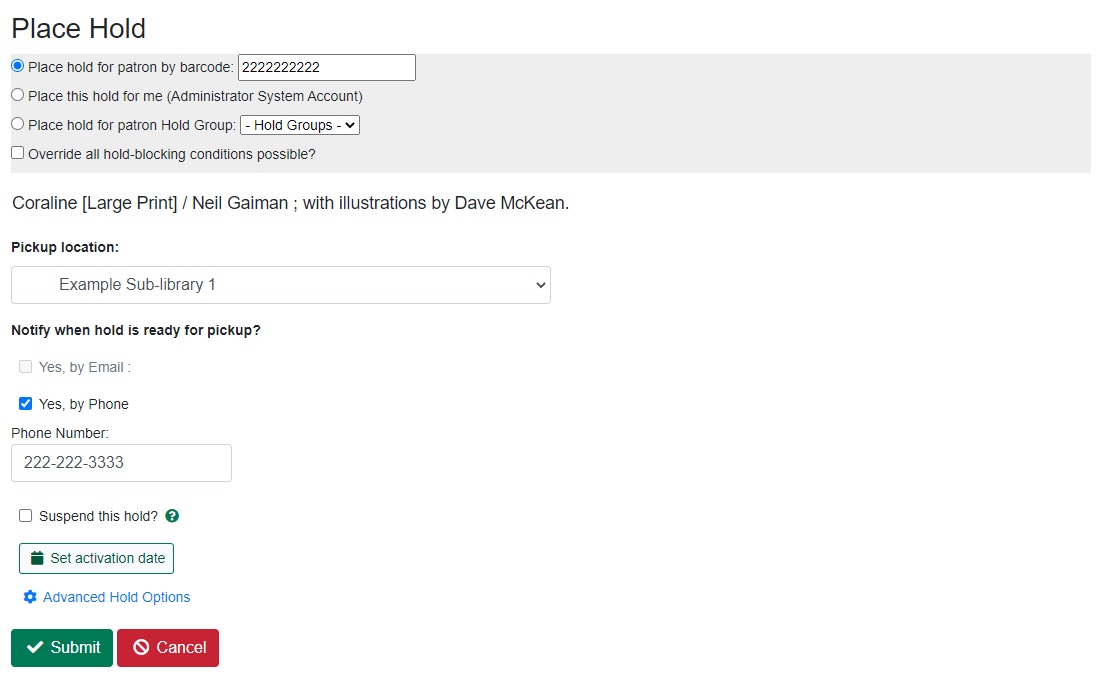 Place Hold
Place hold for patron by barcode: 2222222222
Place this hold for me (Administrator System Account)
Place hold for patron Hold Group: - Hold Groups -
Override all hold-blocking conditions possible?
Coraline [Large Print] / Neil Gaiman ; with illustrations by Dave McKean.
Pickup location:
Example Sub-library 1
Notify when hold is ready for pickup?
Yes, by Email :
Yes, by Phone
Phone Number:
222-222-3333
Suspend this hold? ?
Set activation date
Advanced Hold Options
Submit Cancel